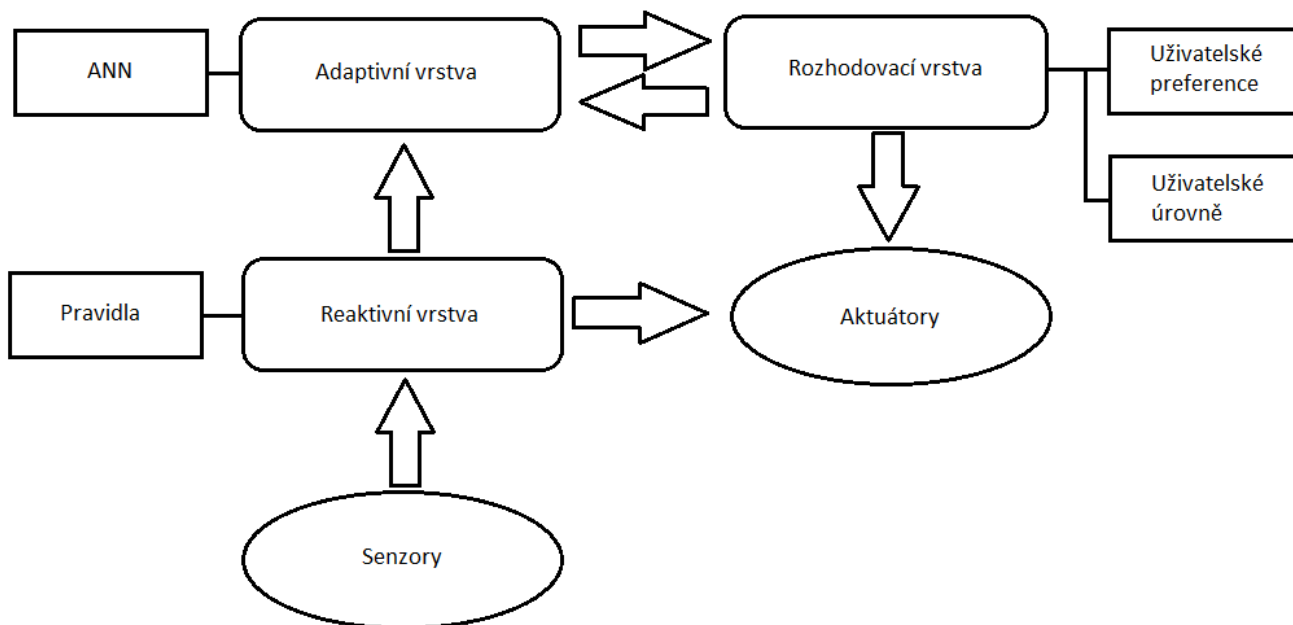 ANN
Adaptivní vrstva
Rozhodovací vrstva
Uživatelské
preference
Uživatelské
úrovně
Pravidla
Reaktivní vrstva
Aktuátory
Senzory